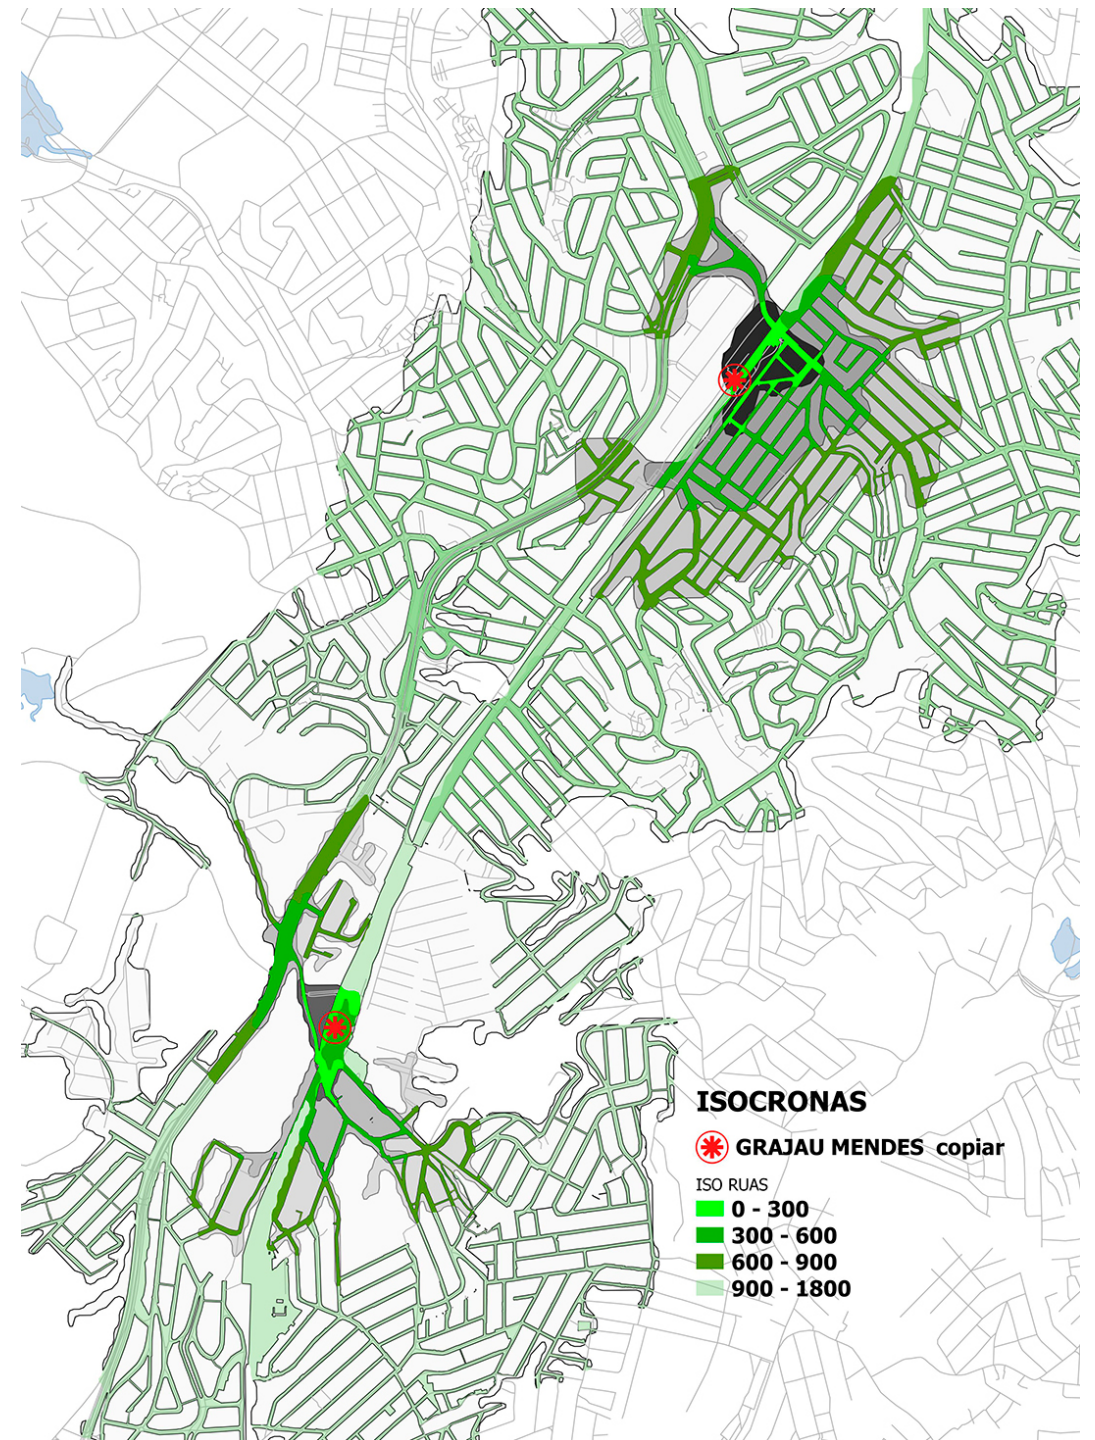 ISOCRONAS
GRAJAU MENDES copiar
ISO RUAS
0 - 300
300 - 600
600 - 900
900 - 1800